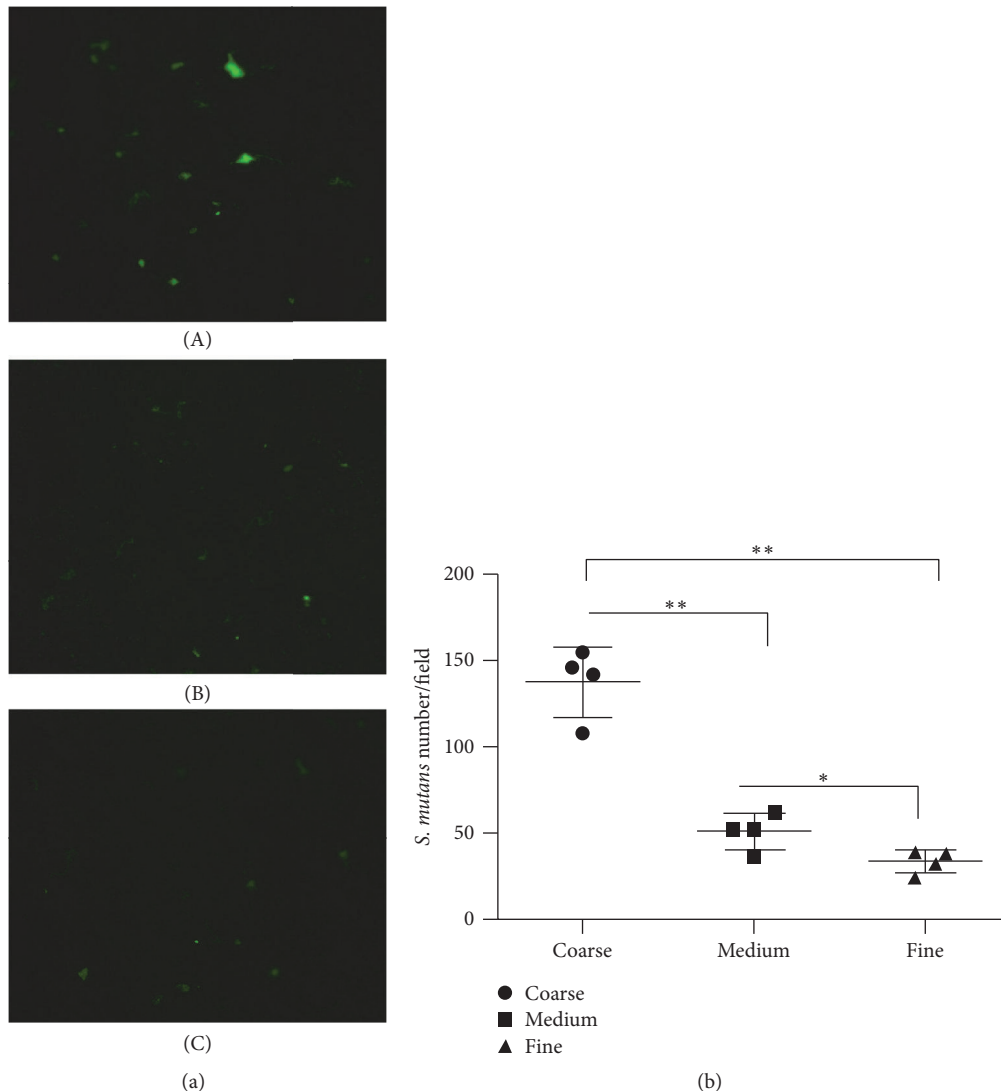 (A)
(B)
(C)
(a)
S. mutans number/field
200
150
100
50
0
**
**
*
Coarse
Medium
Fine
Coarse
Medium
Fine
(b)